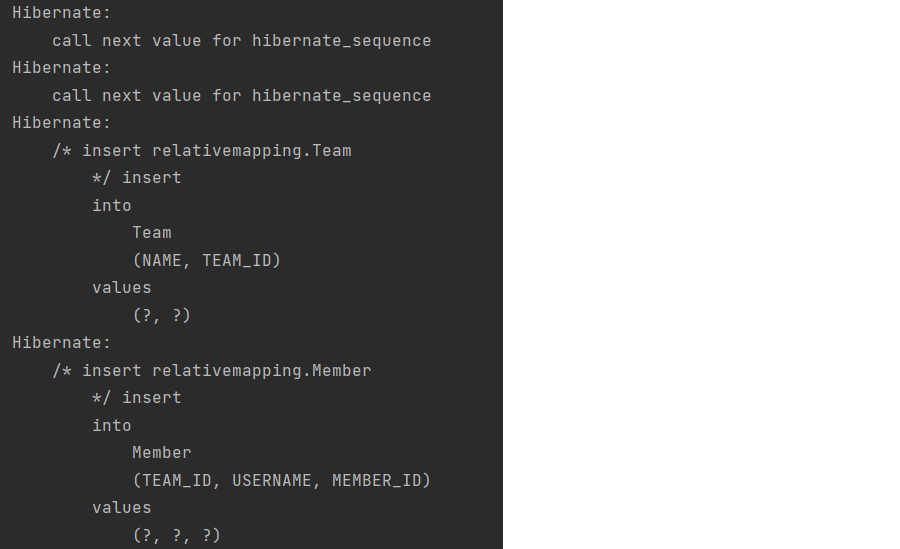 Hibernate:
    call next value for hibernate_sequence
Hibernate:
    call next value for hibernate_sequence
Hibernate:
    /* insert relativemapping.Team
        */ insert
        into
            Team
            (NAME, TEAM_ID)
        values
            (?, ?)
Hibernate:
    /* insert relativemapping.Member
        */ insert
        into
            Member
            (TEAM_ID, USERNAME, MEMBER_ID)
        values
            (?, ?, ?)